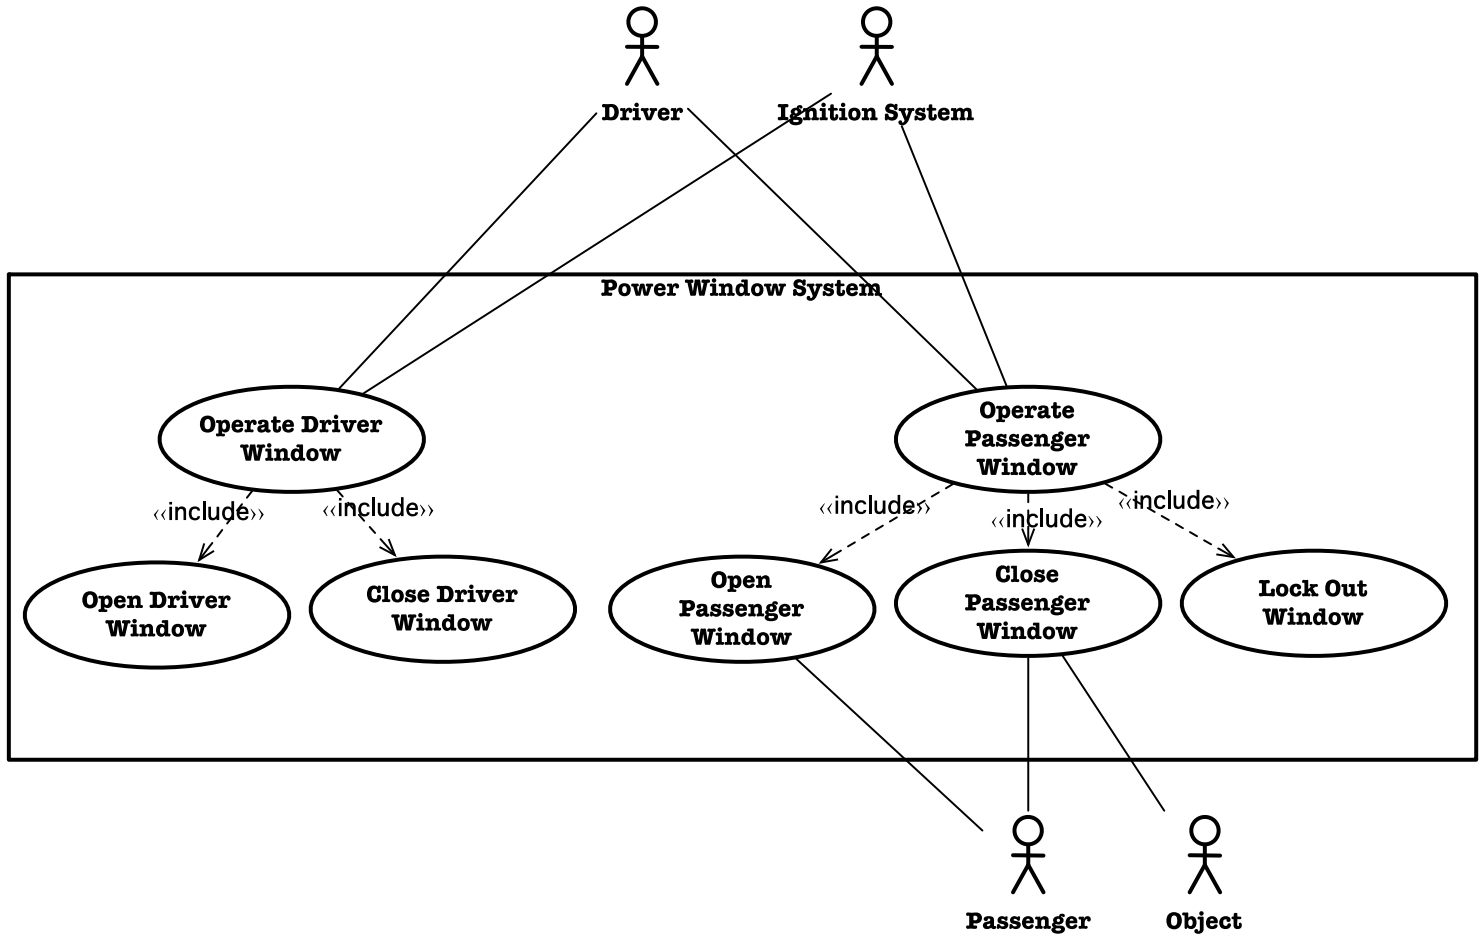 Driver
Ignition System
Power Window System
Operate Driver
Window
Operate
Passenger
Window
‹‹include››
‹‹include››
‹‹include››
‹‹include››
‹‹include››
Open Driver
Window
Close Driver
Window
Open
Passenger
Window
Close
Passenger
Window
Lock Out
Window
Passenger
Object